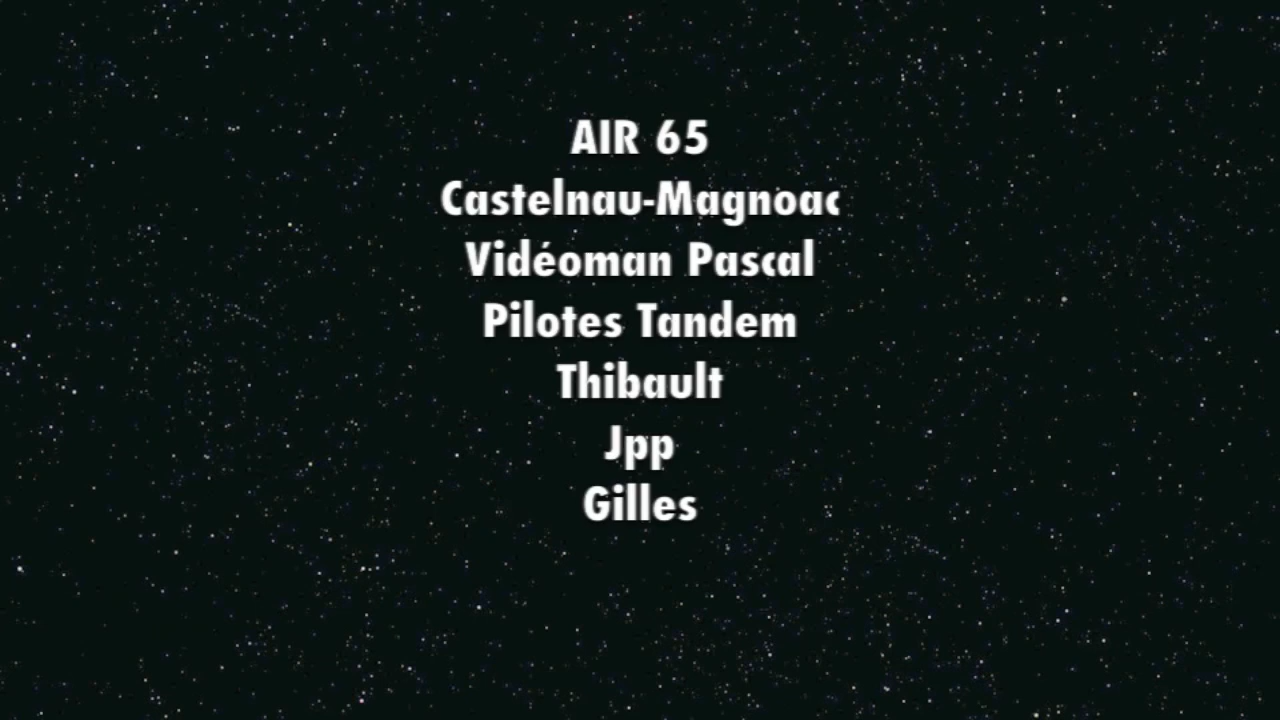 AIR 65
Castelnau-Magnoac
Vidéoman Pascal
Pilotes Tandem
Thibault
Jpp
Gilles